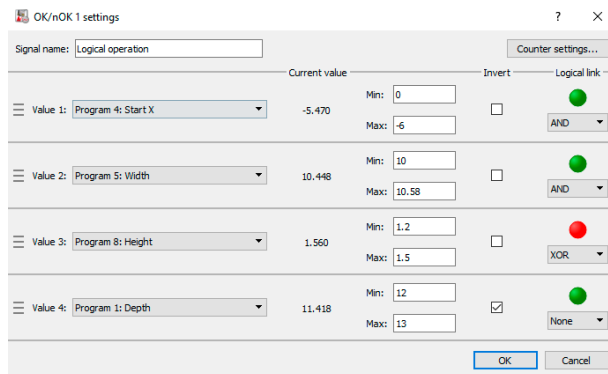 OK/nOK 1 settings ? ×
Signal name: Logical operation Counter settings...
Current value Invert Logical link
Value 1: Program 4: Start X -5.470 Min: 0
Max: -6 AND
Value 2: Program 5: Width 10.448 Min: 10
Max: 10.58 AND
Value 3: Program 8: Height 1.560 Min: 1.2
Max: 1.5 XOR
Value 4: Program 1: Depth 11.418 Min: 12
Max: 13 None
OK Cancel